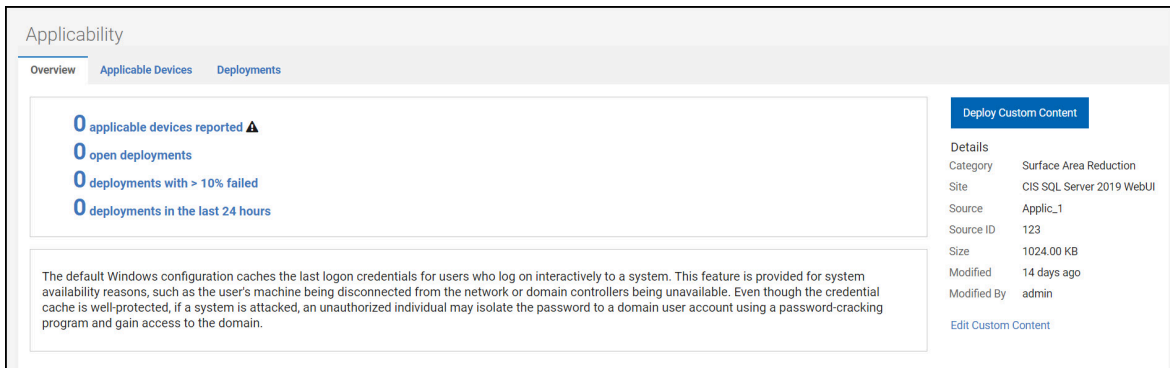 Applicability
Overview Applicable Devices Deployments
0 applicable devices reported
0 open deployments
0 deployments with > 10% failed
0 deployments in the last 24 hours
The default Windows configuration caches the last logon credentials for users who log on interactively to a system. This feature is provided for system
availability reasons, such as the user's machine being disconnected from the network or domain controllers being unavailable. Even though the credential
cache is well-protected, if a system is attacked, an unauthorized individual may isolate the password to a domain user account using a password-cracking
program and gain access to the domain.
Deploy Custom Content
Details
Category Surface Area Reduction
Site CIS SQL Server 2019 WebUI
Source Applic_1
Source ID 123
Size 1024.00 KB
Modified 14 days ago
Modified By admin
Edit Custom Content